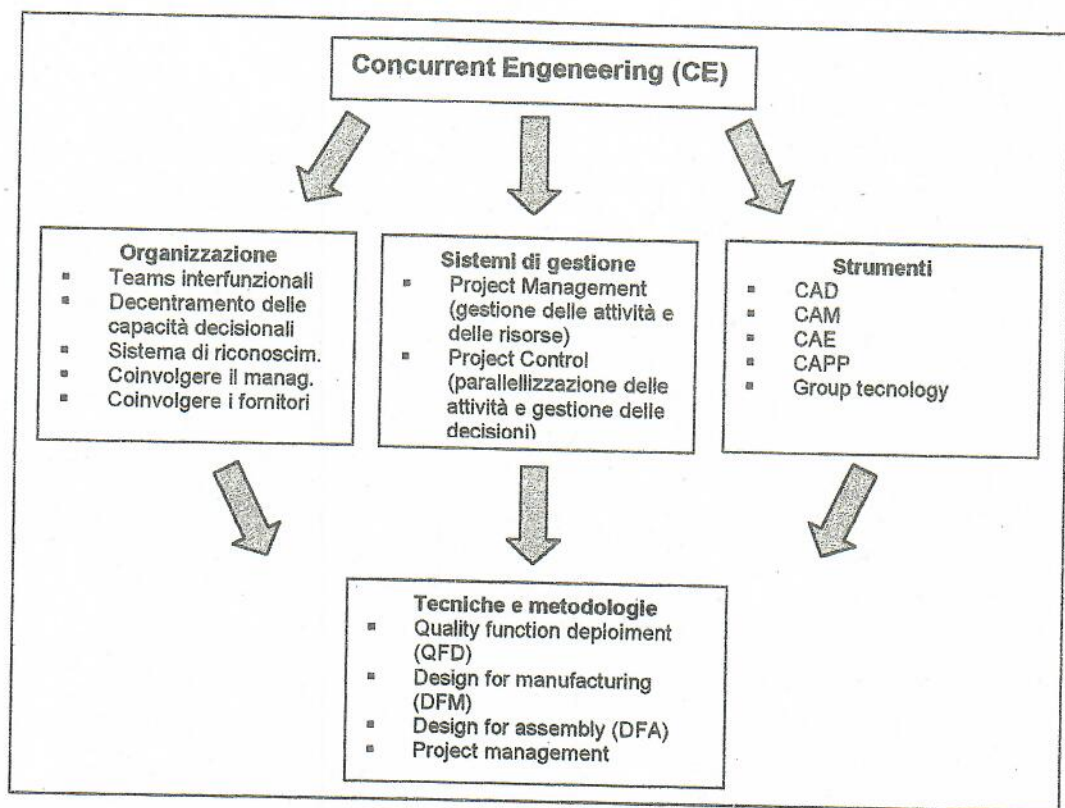 Concurrent Engeneering (CE)
Organizzazione
▪ Teams interfunzionali
▪ Decentramento delle
capacità decisionali
▪ Sistema di riconoscim.
▪ Coinvolgere il manag.
▪ Coinvolgere i fornitori
Sistemi di gestione
▪ Project Management
(gestione delle attività e
delle risorse)
▪ Project Control
(parallellizzazione delle
attività e gestione delle
decisioni)
Strumenti
▪ CAD
▪ CAM
▪ CAE
▪ CAPP
▪ Group tecnology
Tecniche e metodologie
▪ Quality function deploiment
(QFD)
▪ Design for manufacturing
(DFM)
▪ Design for assembly (DFA)
▪ Project management